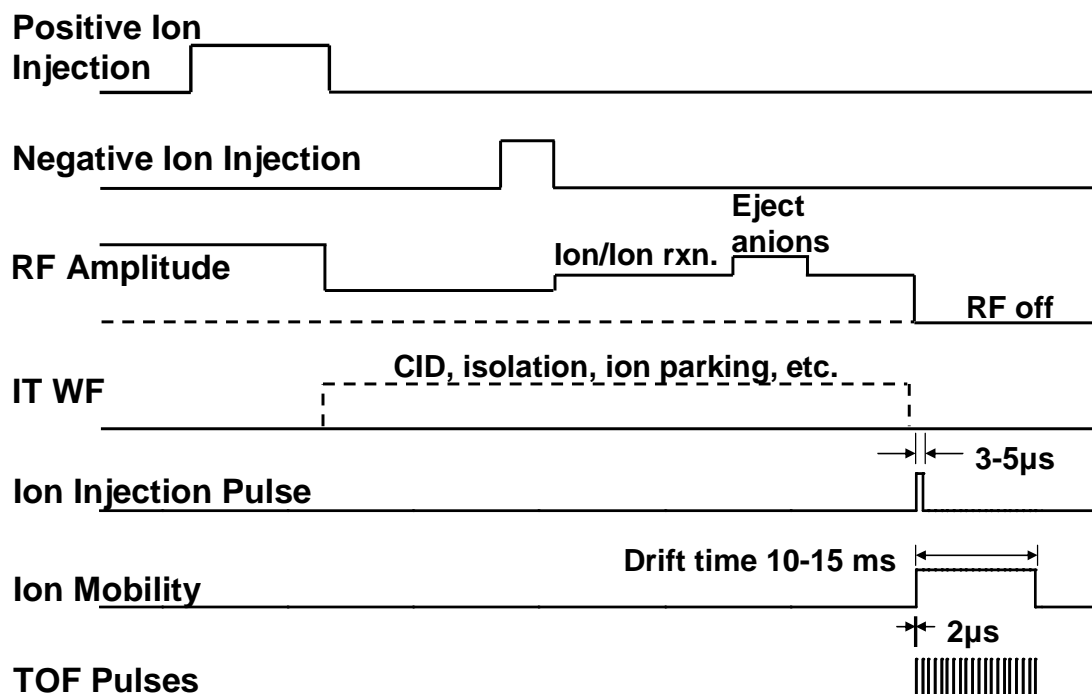 Positive Ion
Injection
Negative Ion Injection
Eject
anions
Ion/Ion rxn.
RF Amplitude
RF off
CID, isolation, ion parking, etc.
IT WF
3-5µs
Ion Injection Pulse
Drift time 10-15 ms
Ion Mobility
2µs
TOF Pulses